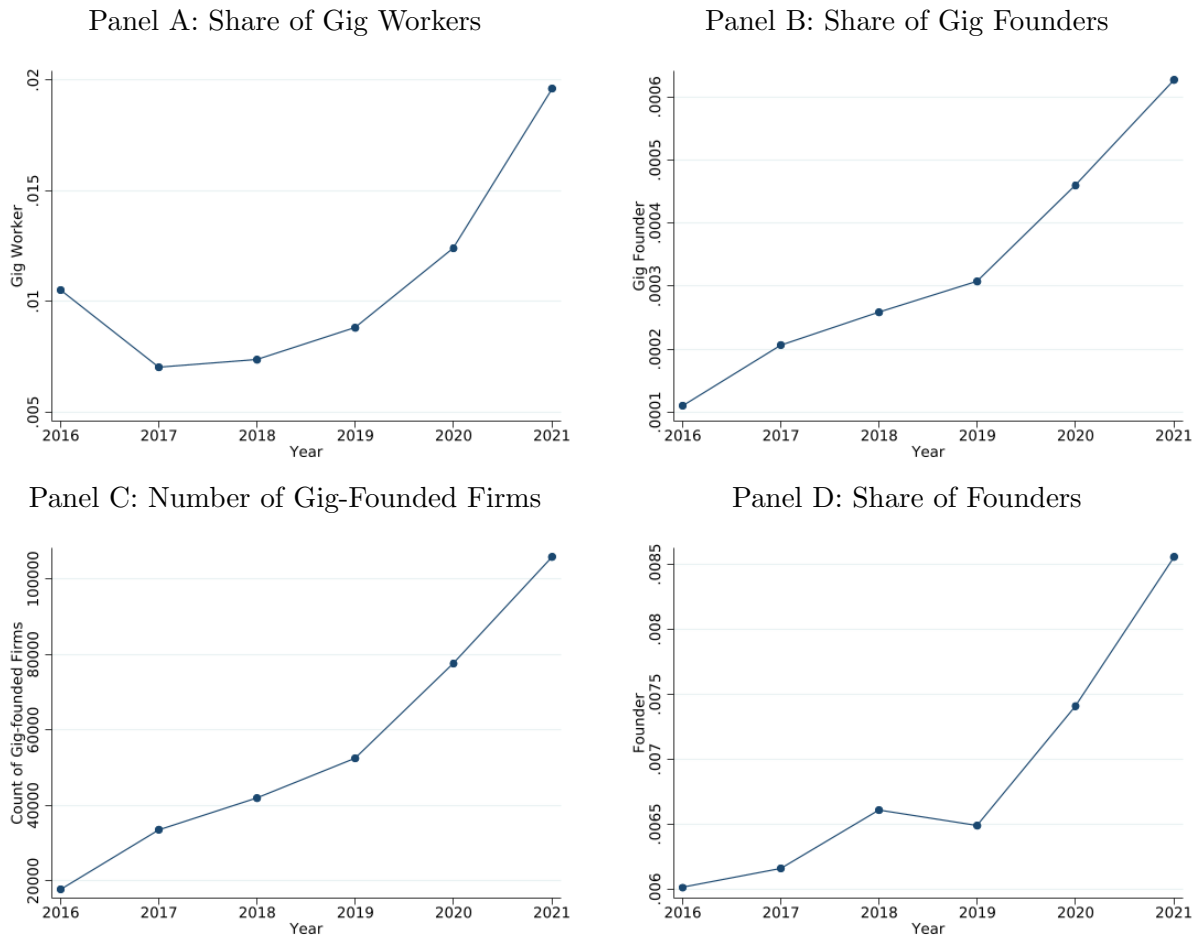 Panel A: Share of Gig Workers
Gig Worker
.02
.015
.01
.005
2016 2017 2018 2019 2020 2021
Year
Panel B: Share of Gig Founders
Gig Founder
.0006
.0005
.0004
.0003
.0002
.0001
2016 2017 2018 2019 2020 2021
Year
Panel C: Number of Gig-Founded Firms
Count of Gig-founded Firms
100000
80000
60000
40000
20000
2016 2017 2018 2019 2020 2021
Year
Panel D: Share of Founders
Founder
.0085
.008
.0075
.007
.0065
.006
2016 2017 2018 2019 2020 2021
Year